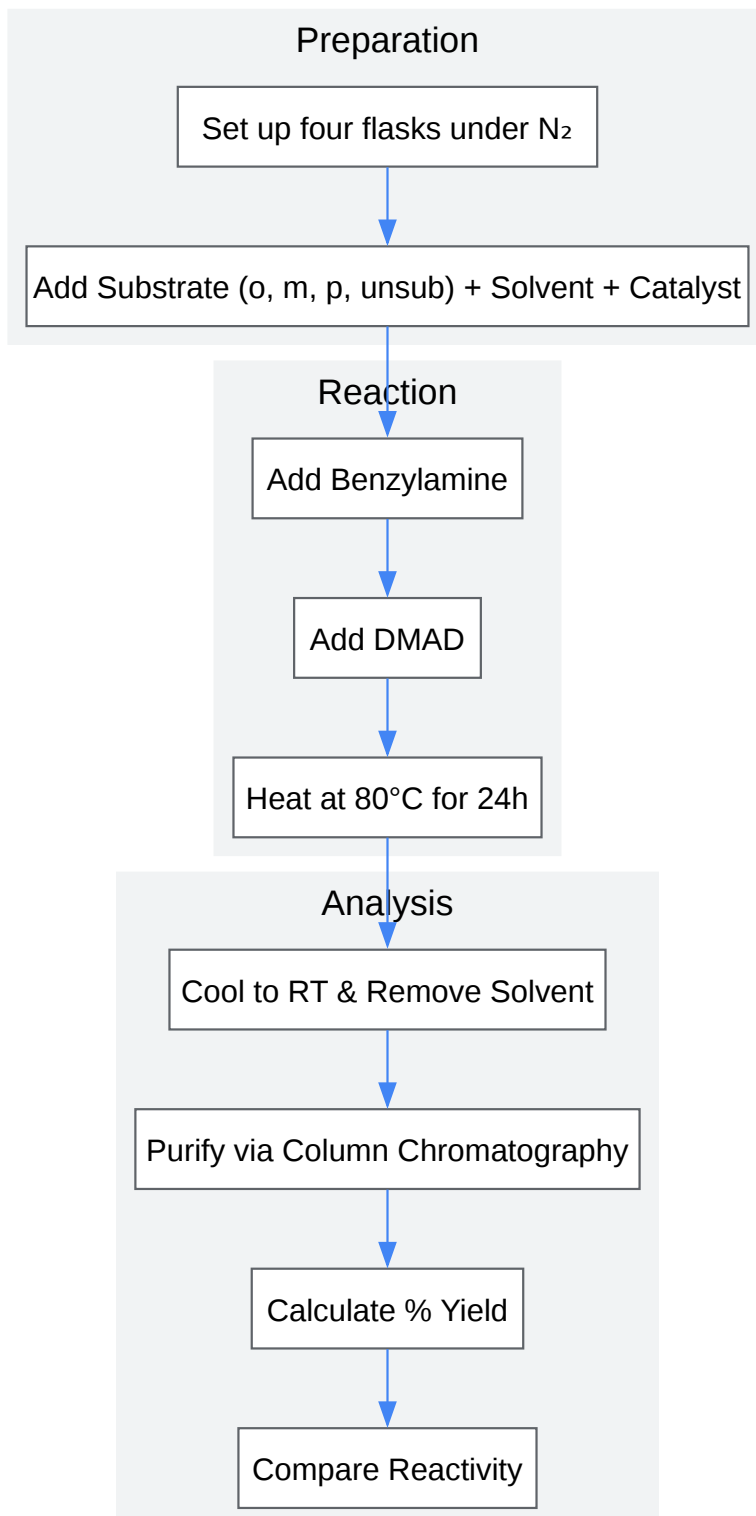 Preparation
Set up four flasks under N₂
Add Substrate (o, m, p, unsub) + Solvent + Catalyst
Reaction
Add Benzylamine
Add DMAD
Heat at 80°C for 24h
Analysis
Cool to RT & Remove Solvent
Purify via Column Chromatography
Calculate % Yield
Compare Reactivity